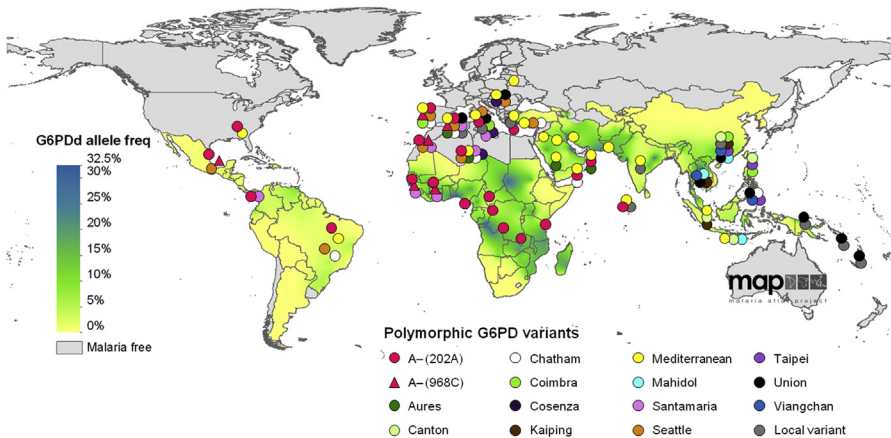 G6PDd allele freq
32.5%
30%
25%
20%
15%
10%
5%
0%
Malaria free
map
malaria atlas project
Polymorphic G6PD variants
A–(202A)
A–(968C)
Aures
Canton
Chatham
Coimbra
Cosenza
Kaiping
Mediterranean
Mahidol
Santamaria
Seattle
Taipei
Union
Viangchan
Local variant